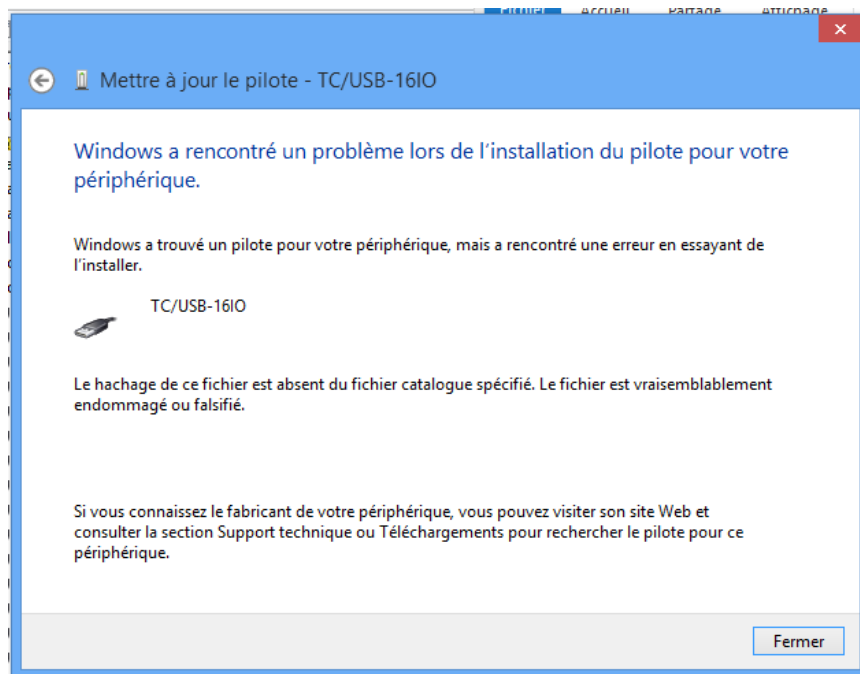 Fichier Accueil Partage Affichage
Mettre à jour le pilote - TC/USB-16IO
Windows a rencontré un problème lors de l'installation du pilote pour votre
périphérique.
Windows a trouvé un pilote pour votre périphérique, mais a rencontré une erreur en essayant de
l'installer.
TC/USB-16IO
Le hachage de ce fichier est absent du fichier catalogue spécifié. Le fichier est vraisemblablement
endommagé ou falsifié.
Si vous connaissez le fabricant de votre périphérique, vous pouvez visiter son site Web et
consulter la section Support technique ou Téléchargements pour rechercher le pilote pour ce
périphérique.
Fermer